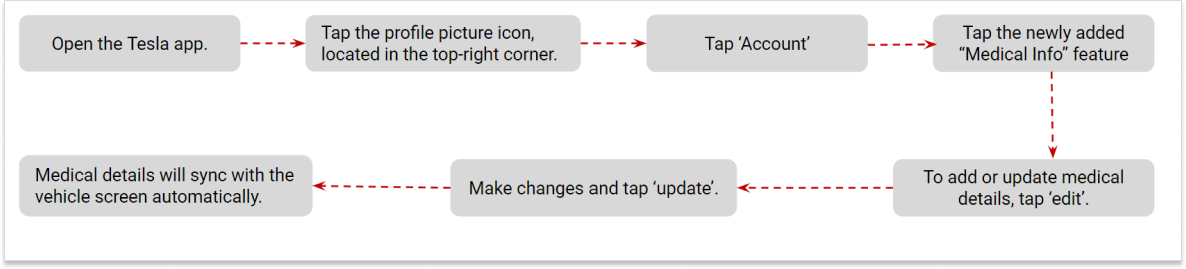 Open the Tesla app.
Tap the profile picture icon,
located in the top-right corner.
Tap ‘Account’
Tap the newly added
“Medical Info” feature
To add or update medical
details, tap ‘edit’.
Make changes and tap ‘update’.
Medical details will sync with the
vehicle screen automatically.